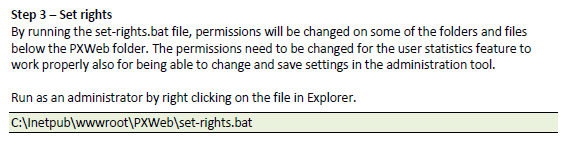 Step 3 – Set rights
By running the set-rights.bat file, permissions will be changed on some of the folders and files
below the PXWeb folder. The permissions need to be changed for the user statistics feature to
work properly also for being able to change and save settings in the administration tool.
Run as an administrator by right clicking on the file in Explorer.
C:\Inetpub\wwwroot\PXWeb\set-rights.bat